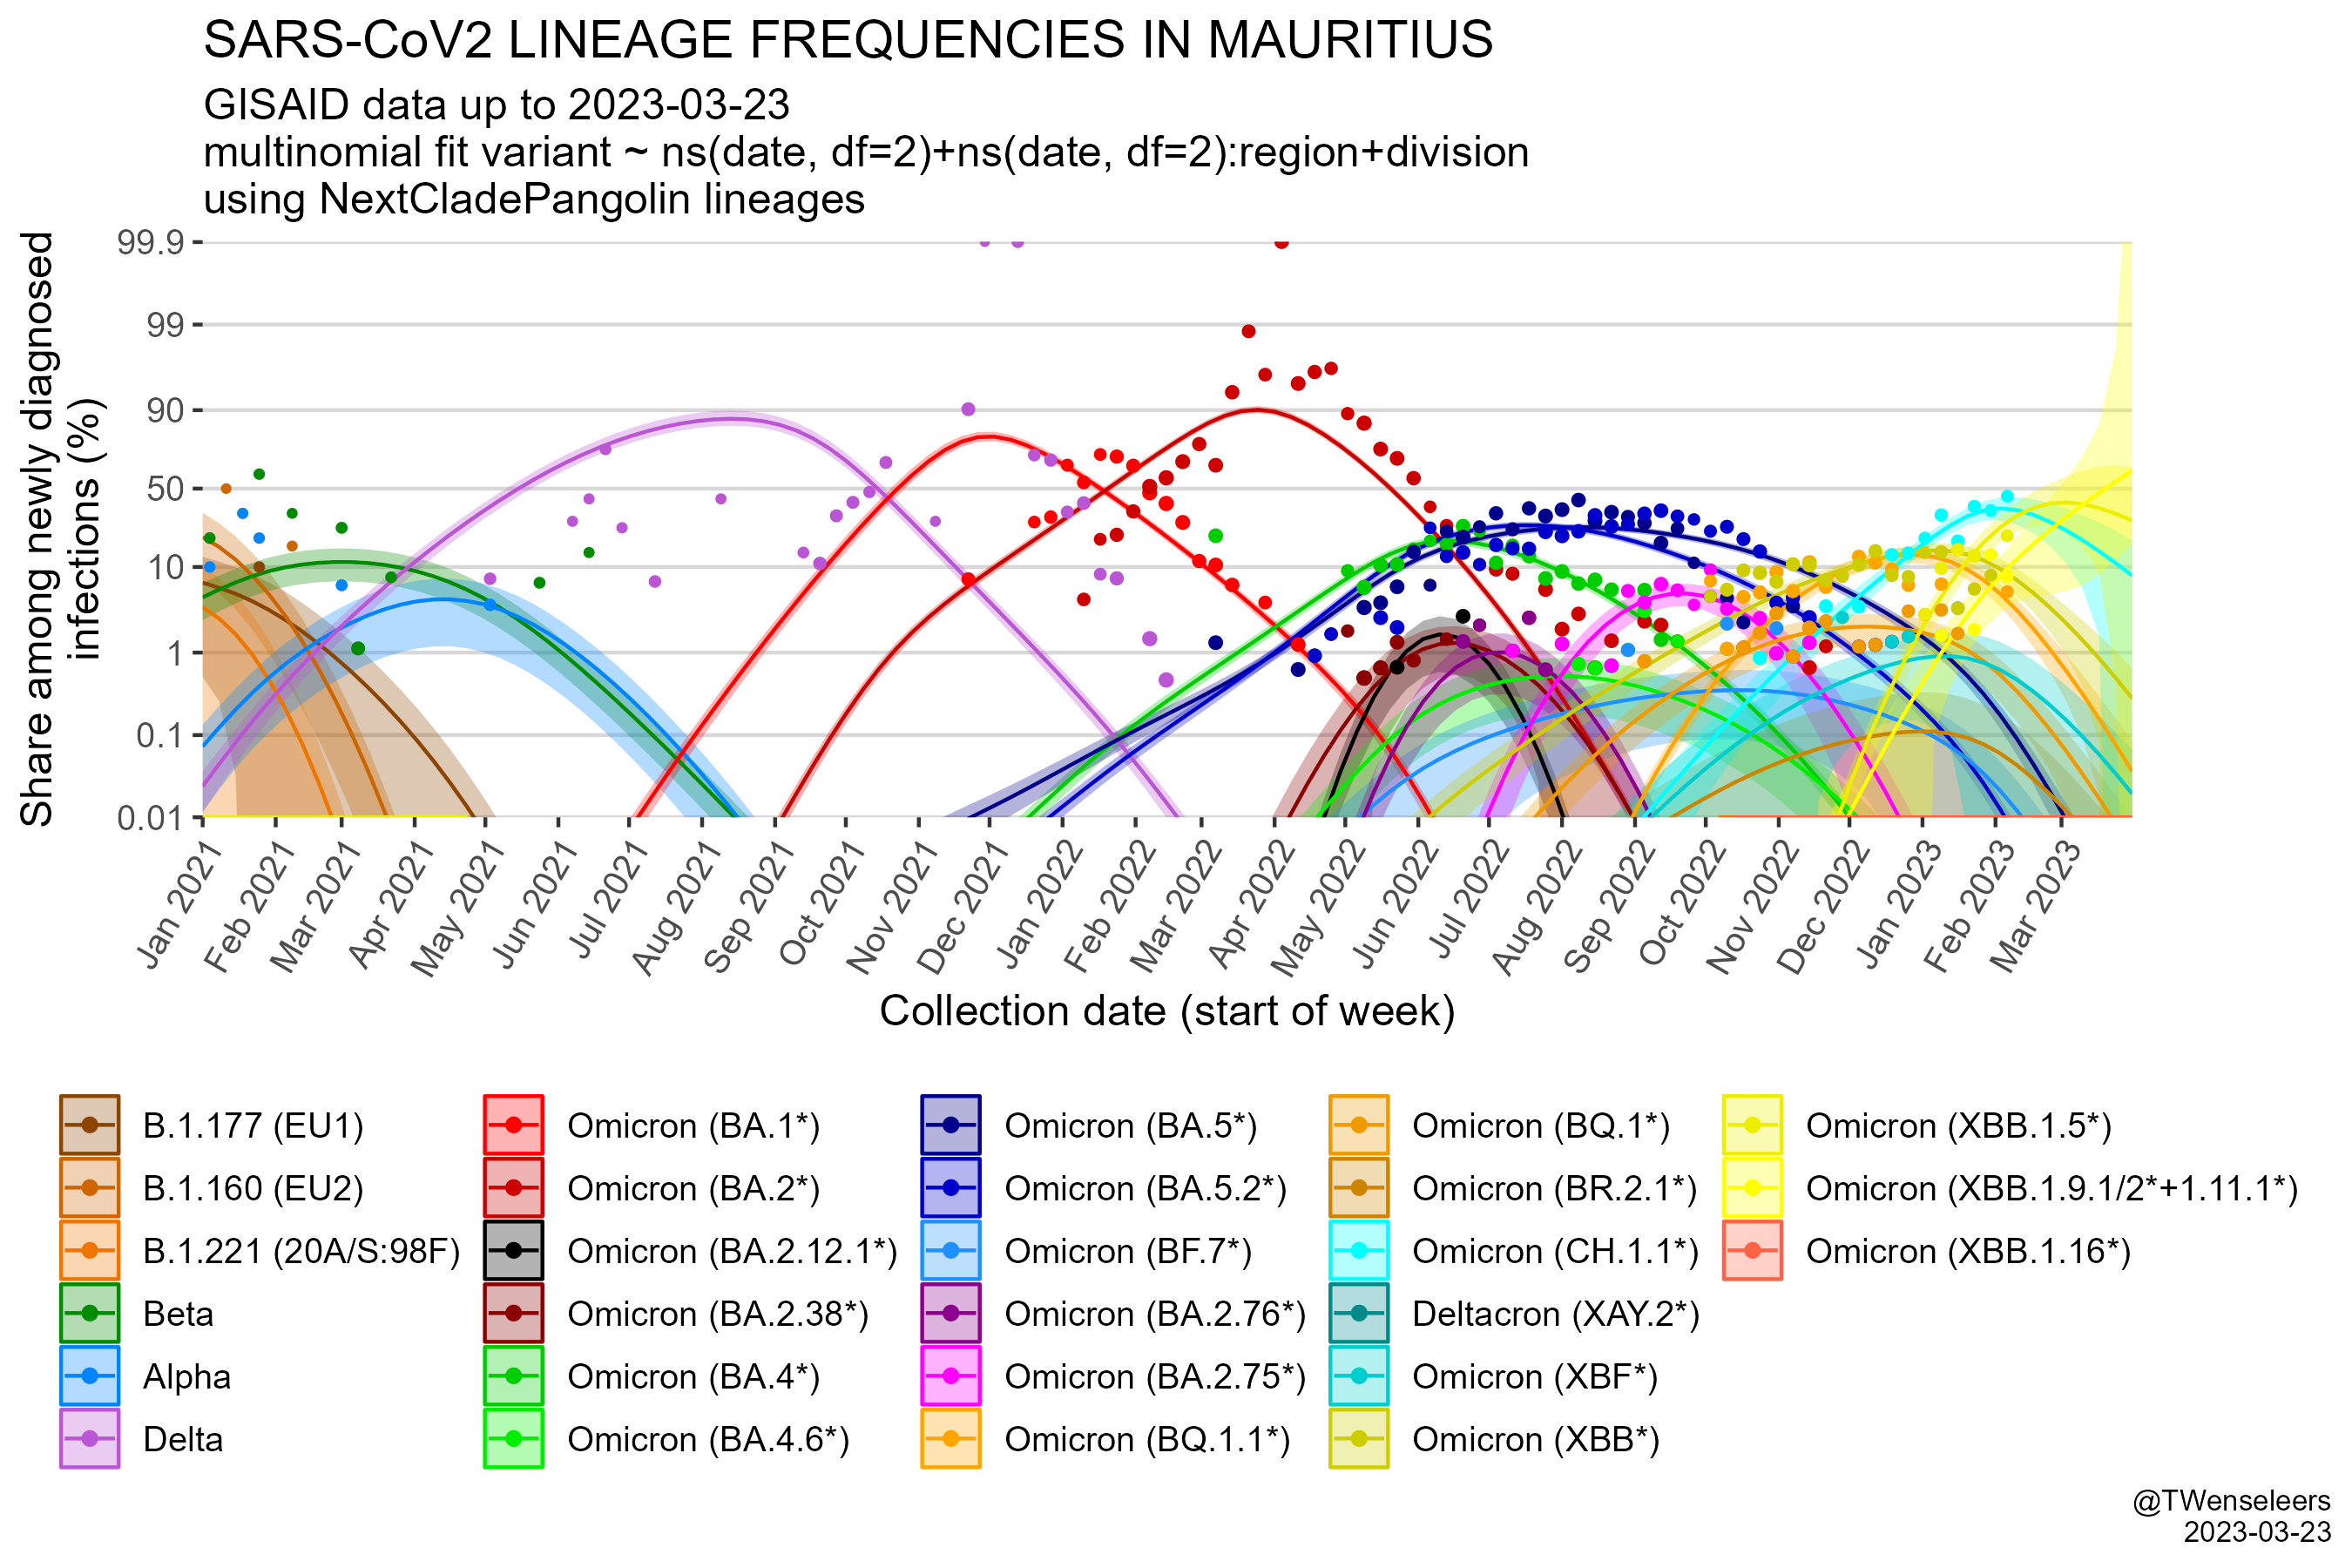 SARS-CoV2 LINEAGE FREQUENCIES IN MAURITIUS
GISAID data up to 2023-03-23
multinomial fit variant ~ ns(date, df=2)+ns(date, df=2):region+division
using NextCladePangolin lineages
Share among newly diagnosed
infections (%)
99.9
99
90
50
10
1
0.1
0.01
Jan 2021
Feb 2021
Mar 2021
Apr 2021
May 2021
Jun 2021
Jul 2021
Aug 2021
Sep 2021
Oct 2021
Nov 2021
Dec 2021
Jan 2022
Feb 2022
Mar 2022
Apr 2022
May 2022
Jun 2022
Jul 2022
Aug 2022
Sep 2022
Oct 2022
Nov 2022
Dec 2022
Jan 2023
Feb 2023
Mar 2023
Collection date (start of week)
B.1.177 (EU1)
B.1.160 (EU2)
B.1.221 (20A/S:98F)
Beta
Alpha
Delta
Omicron (BA.1*)
Omicron (BA.2*)
Omicron (BA.2.12.1*)
Omicron (BA.2.38*)
Omicron (BA.4*)
Omicron (BA.4.6*)
Omicron (BA.5*)
Omicron (BA.5.2*)
Omicron (BF.7*)
Omicron (BA.2.76*)
Omicron (BA.2.75*)
Omicron (BQ.1.1*)
Omicron (BQ.1*)
Omicron (BR.2.1*)
Omicron (CH.1.1*)
Deltacron (XAY.2*)
Omicron (XBF*)
Omicron (XBB*)
Omicron (XBB.1.5*)
Omicron (XBB.1.9.1/2*+1.11.1*)
Omicron (XBB.1.16*)
@TWenseleers
2023-03-23